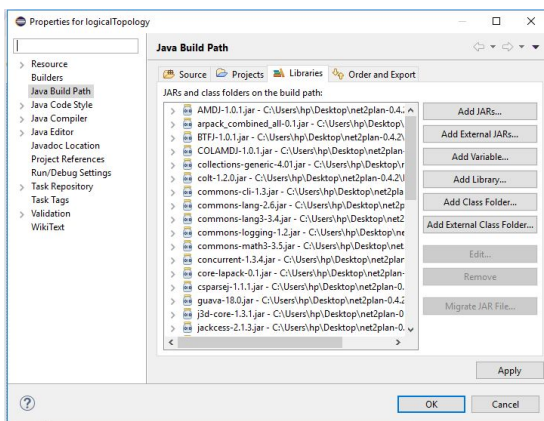 Properties for logicalTopology
Java Build Path
Resource
Builders
Java Build Path
Java Code Style
Java Compiler
Java Editor
Javadoc Location
Project References
Run/Debug Settings
Task Repository
Task Tags
Validation
WikiText
Source Projects Libraries Order and Export
JARs and class folders on the build path:
AMDJ-1.0.1.jar - C:\Users\hp\Desktop\net2plan-0.4.2
arpack_combined_all-0.1.jar - C:\Users\hp\Desktop\
BTFJ-1.0.1.jar - C:\Users\hp\Desktop\net2plan-0.4.2\
COLAMDJ-1.0.1.jar - C:\Users\hp\Desktop\net2plan-
collections-generic-4.01.jar - C:\Users\hp\Desktop\r
colt-1.2.0.jar - C:\Users\hp\Desktop\net2plan-0.4.2\l
commons-cli-1.3.jar - C:\Users\hp\Desktop\net2pla
commons-lang-2.6.jar - C:\Users\hp\Desktop\net2p
commons-lang3-3.4.jar - C:\Users\hp\Desktop\net2
commons-logging-1.2.jar - C:\Users\hp\Desktop\ne
commons-math3-3.5.jar - C:\Users\hp\Desktop\net.
concurrent-1.3.4.jar - C:\Users\hp\Desktop\net2plar
core-lapack-0.1.jar - C:\Users\hp\Desktop\net2plan-
csparsej-1.1.1.jar - C:\Users\hp\Desktop\net2plan-0.
guava-18.0.jar - C:\Users\hp\Desktop\net2plan-0.4.2
j3d-core-1.3.1.jar - C:\Users\hp\Desktop\net2plan-0
jackcess-2.1.3.jar - C:\Users\hp\Desktop\net2plan-0.
Add JARs...
Add External JARs...
Add Variable...
Add Library...
Add Class Folder...
Add External Class Folder...
Edit...
Remove
Migrate JAR File...
Apply
OK Cancel